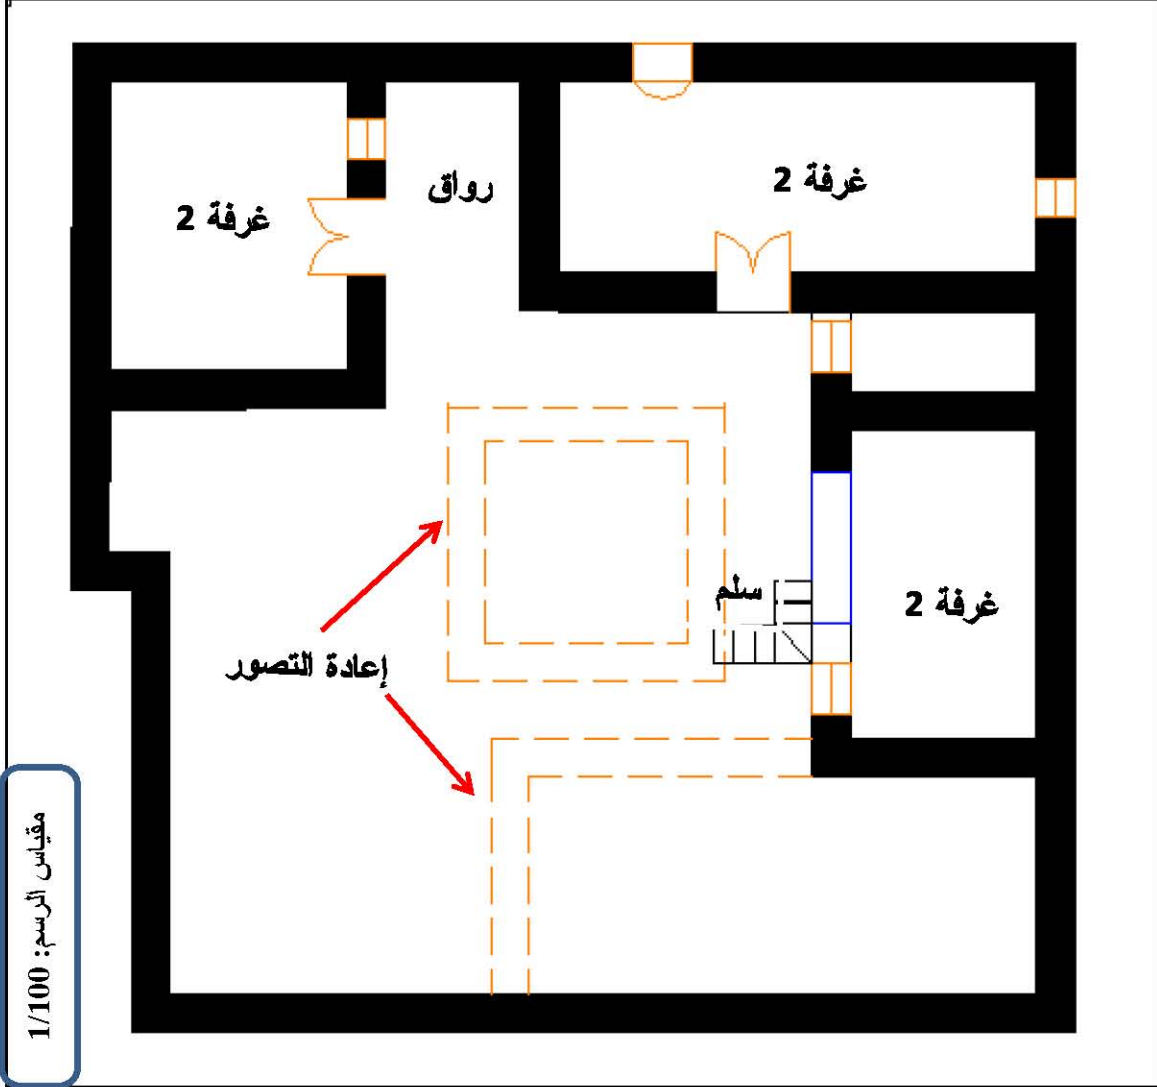 غرفة 2
رواق
غرفة 2
سلم
غرفة 2
إعادة التصور
مقياس الرسم: 1/100